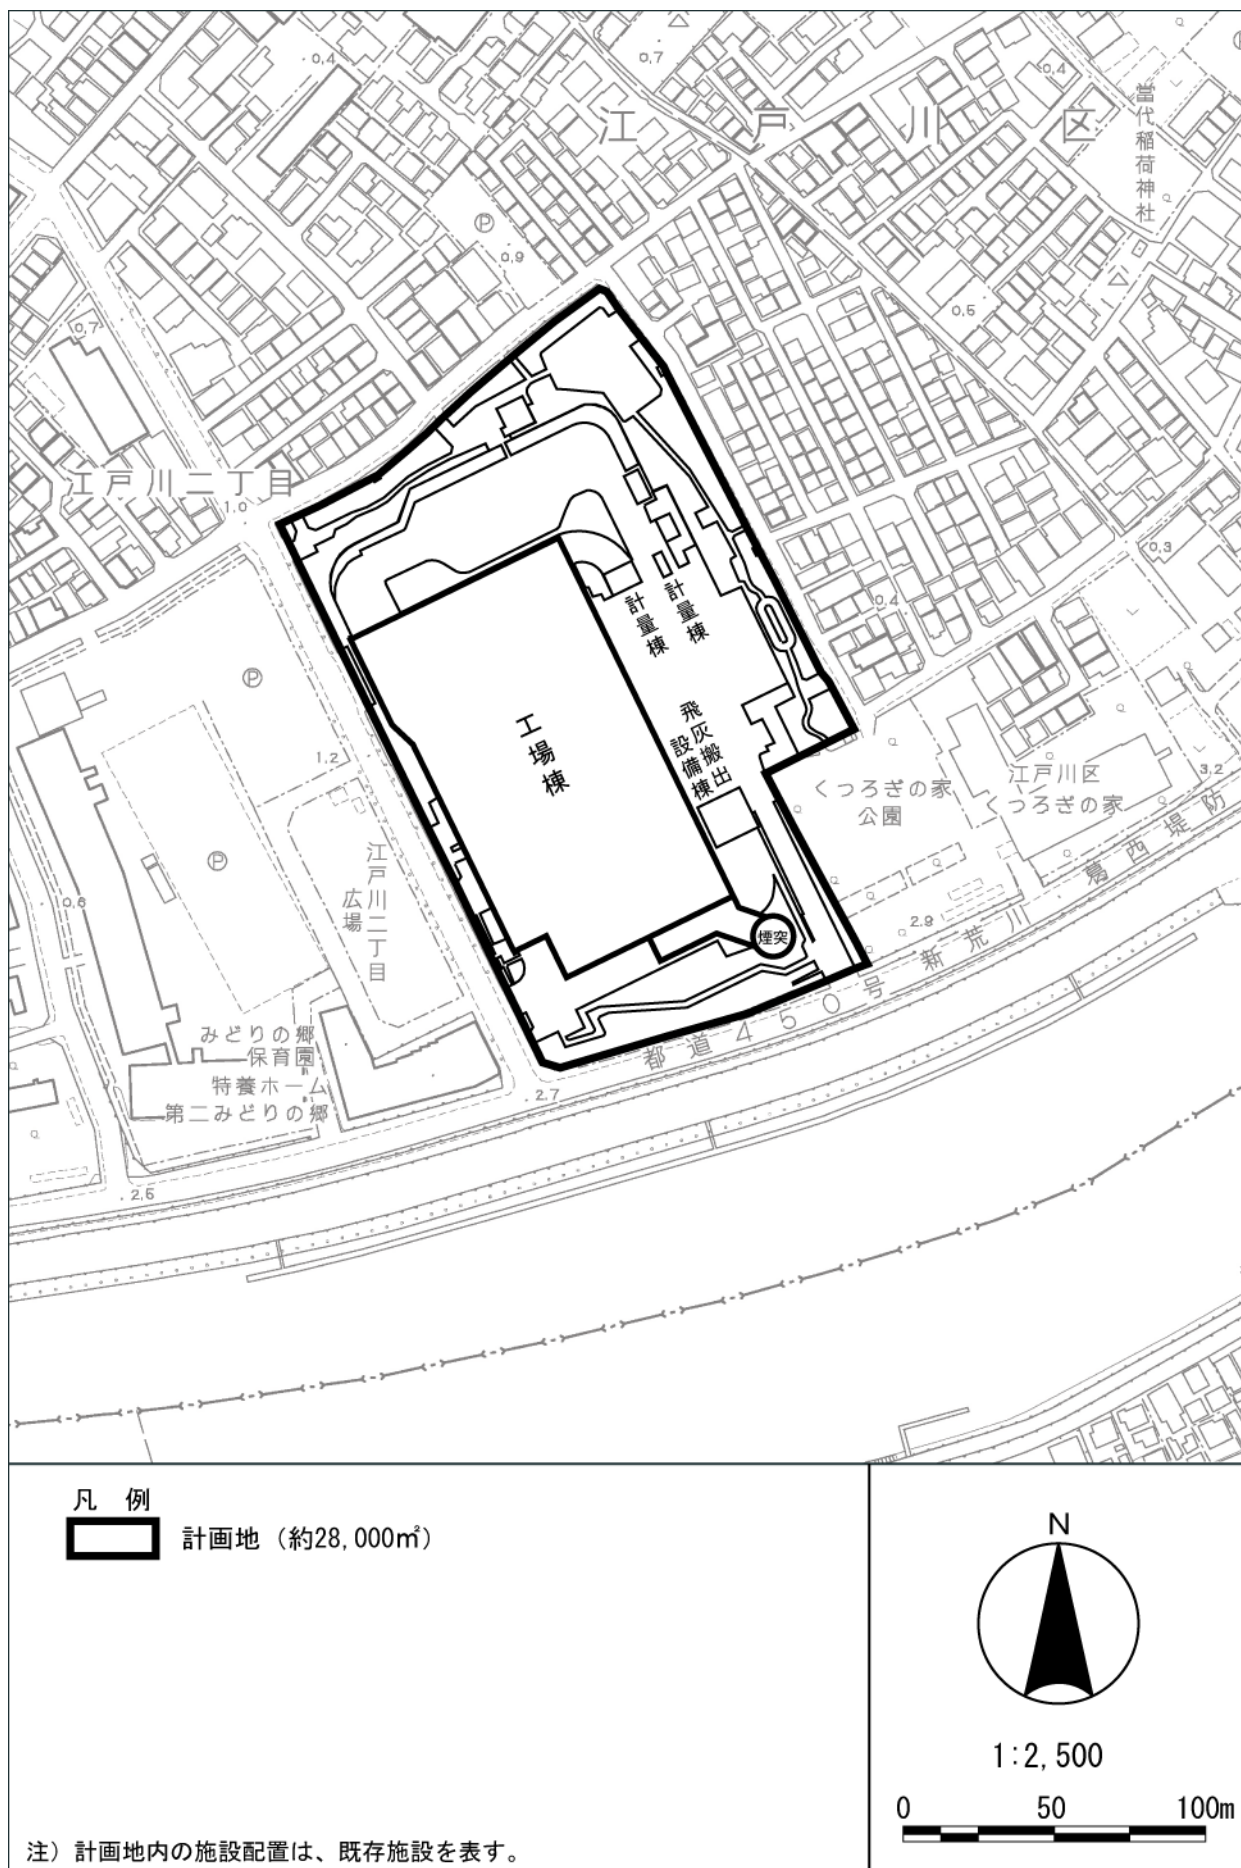 0.4
0.7
0.4
江戸川区
當代稲荷神社
P
0.9
0.5
0.7
江戸川二丁目
1.0
0.3
0.4
計量棟
計量棟
P
飛灰搬出
設備棟
工場棟
1.2
3.2
くつろぎの家
公園
江戸川区
くつろぎの家
P
江戸川二丁目
広場
0.6
2.9
煙突
都道450号 新荒川 葛西堤防
みどりの郷
保育園
特養ホーム
第二みどりの郷
2.7
2.6
凡 例
計画地（約28,000㎡）
注）計画地内の施設配置は、既存施設を表す。
N
1:2,500
0 50 100m